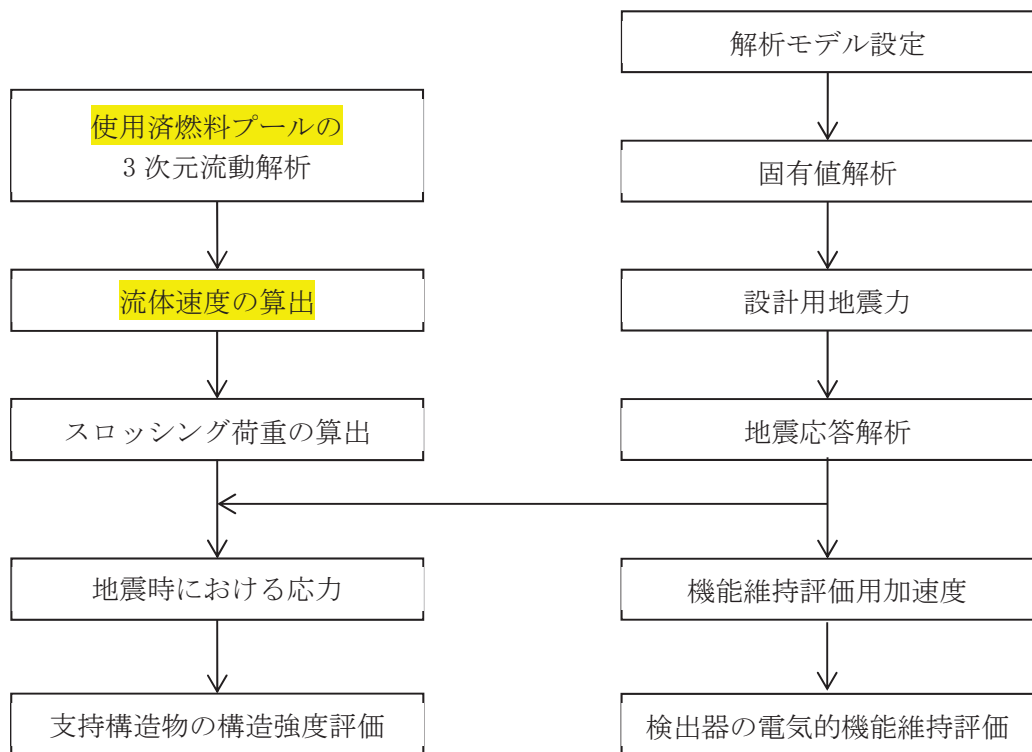 解析モデル設定
使用済燃料プールの
3 次元流動解析
固有値解析
流体速度の算出
設計用地震力
スロッシング荷重の算出
地震応答解析
地震時における応力
機能維持評価用加速度
支持構造物の構造強度評価
検出器の電気的機能維持評価